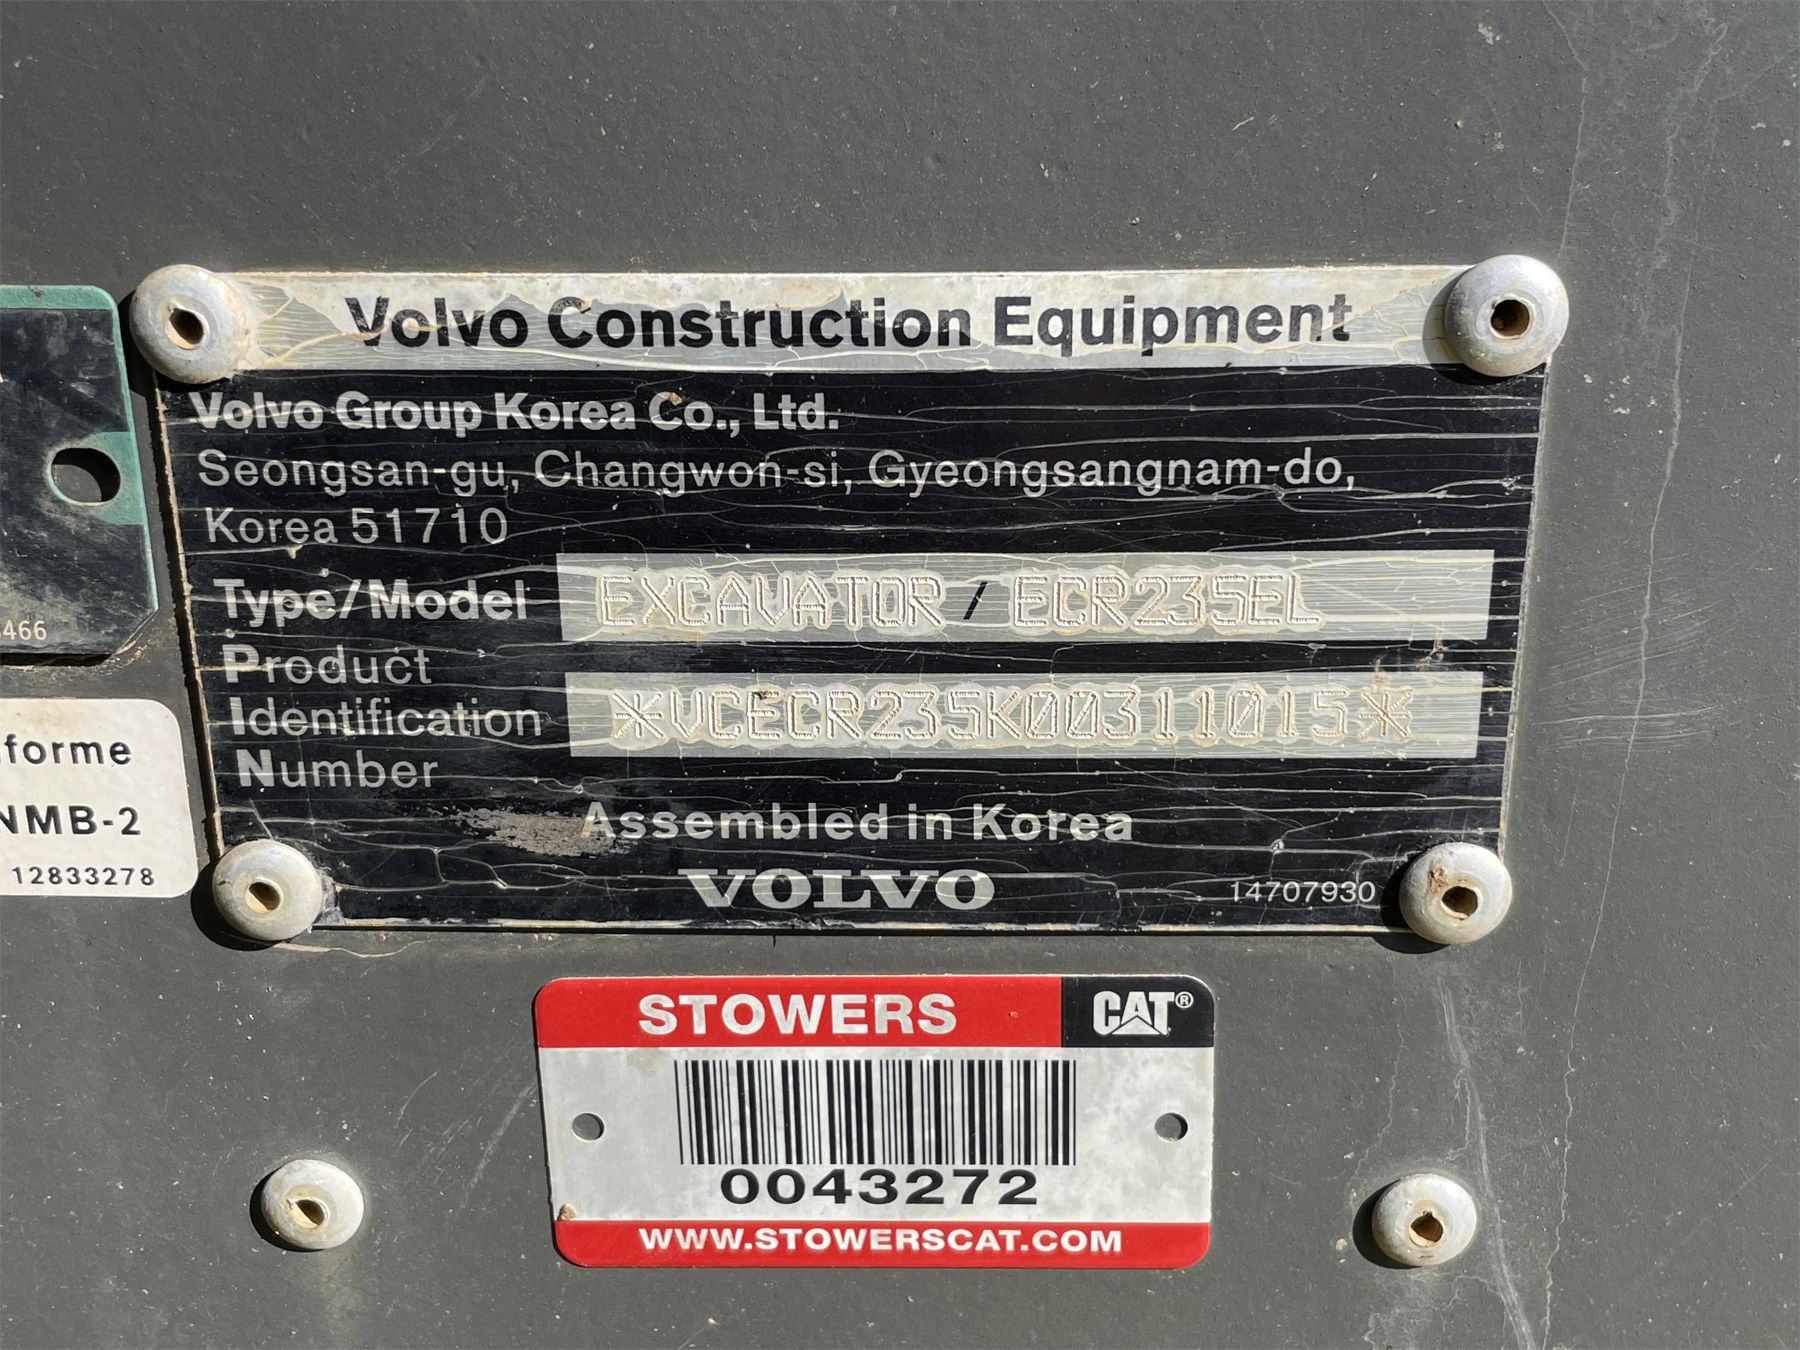 Volvo Construction Equipment
Volvo Group Korea Co., Ltd.
Seongsan-gu, Changwon-si, Gyeongsangnam-do,
Korea 51710
Type/Model EXCAVATOR / ECR235EL
Product
Identification
Number
*VCECR235K00311015*
Assembled in Korea
VOLVO
14707930
466
forme
NMB-2
12833278
STOWERS CAT®
0043272
WWW.STOWERSCAT.COM